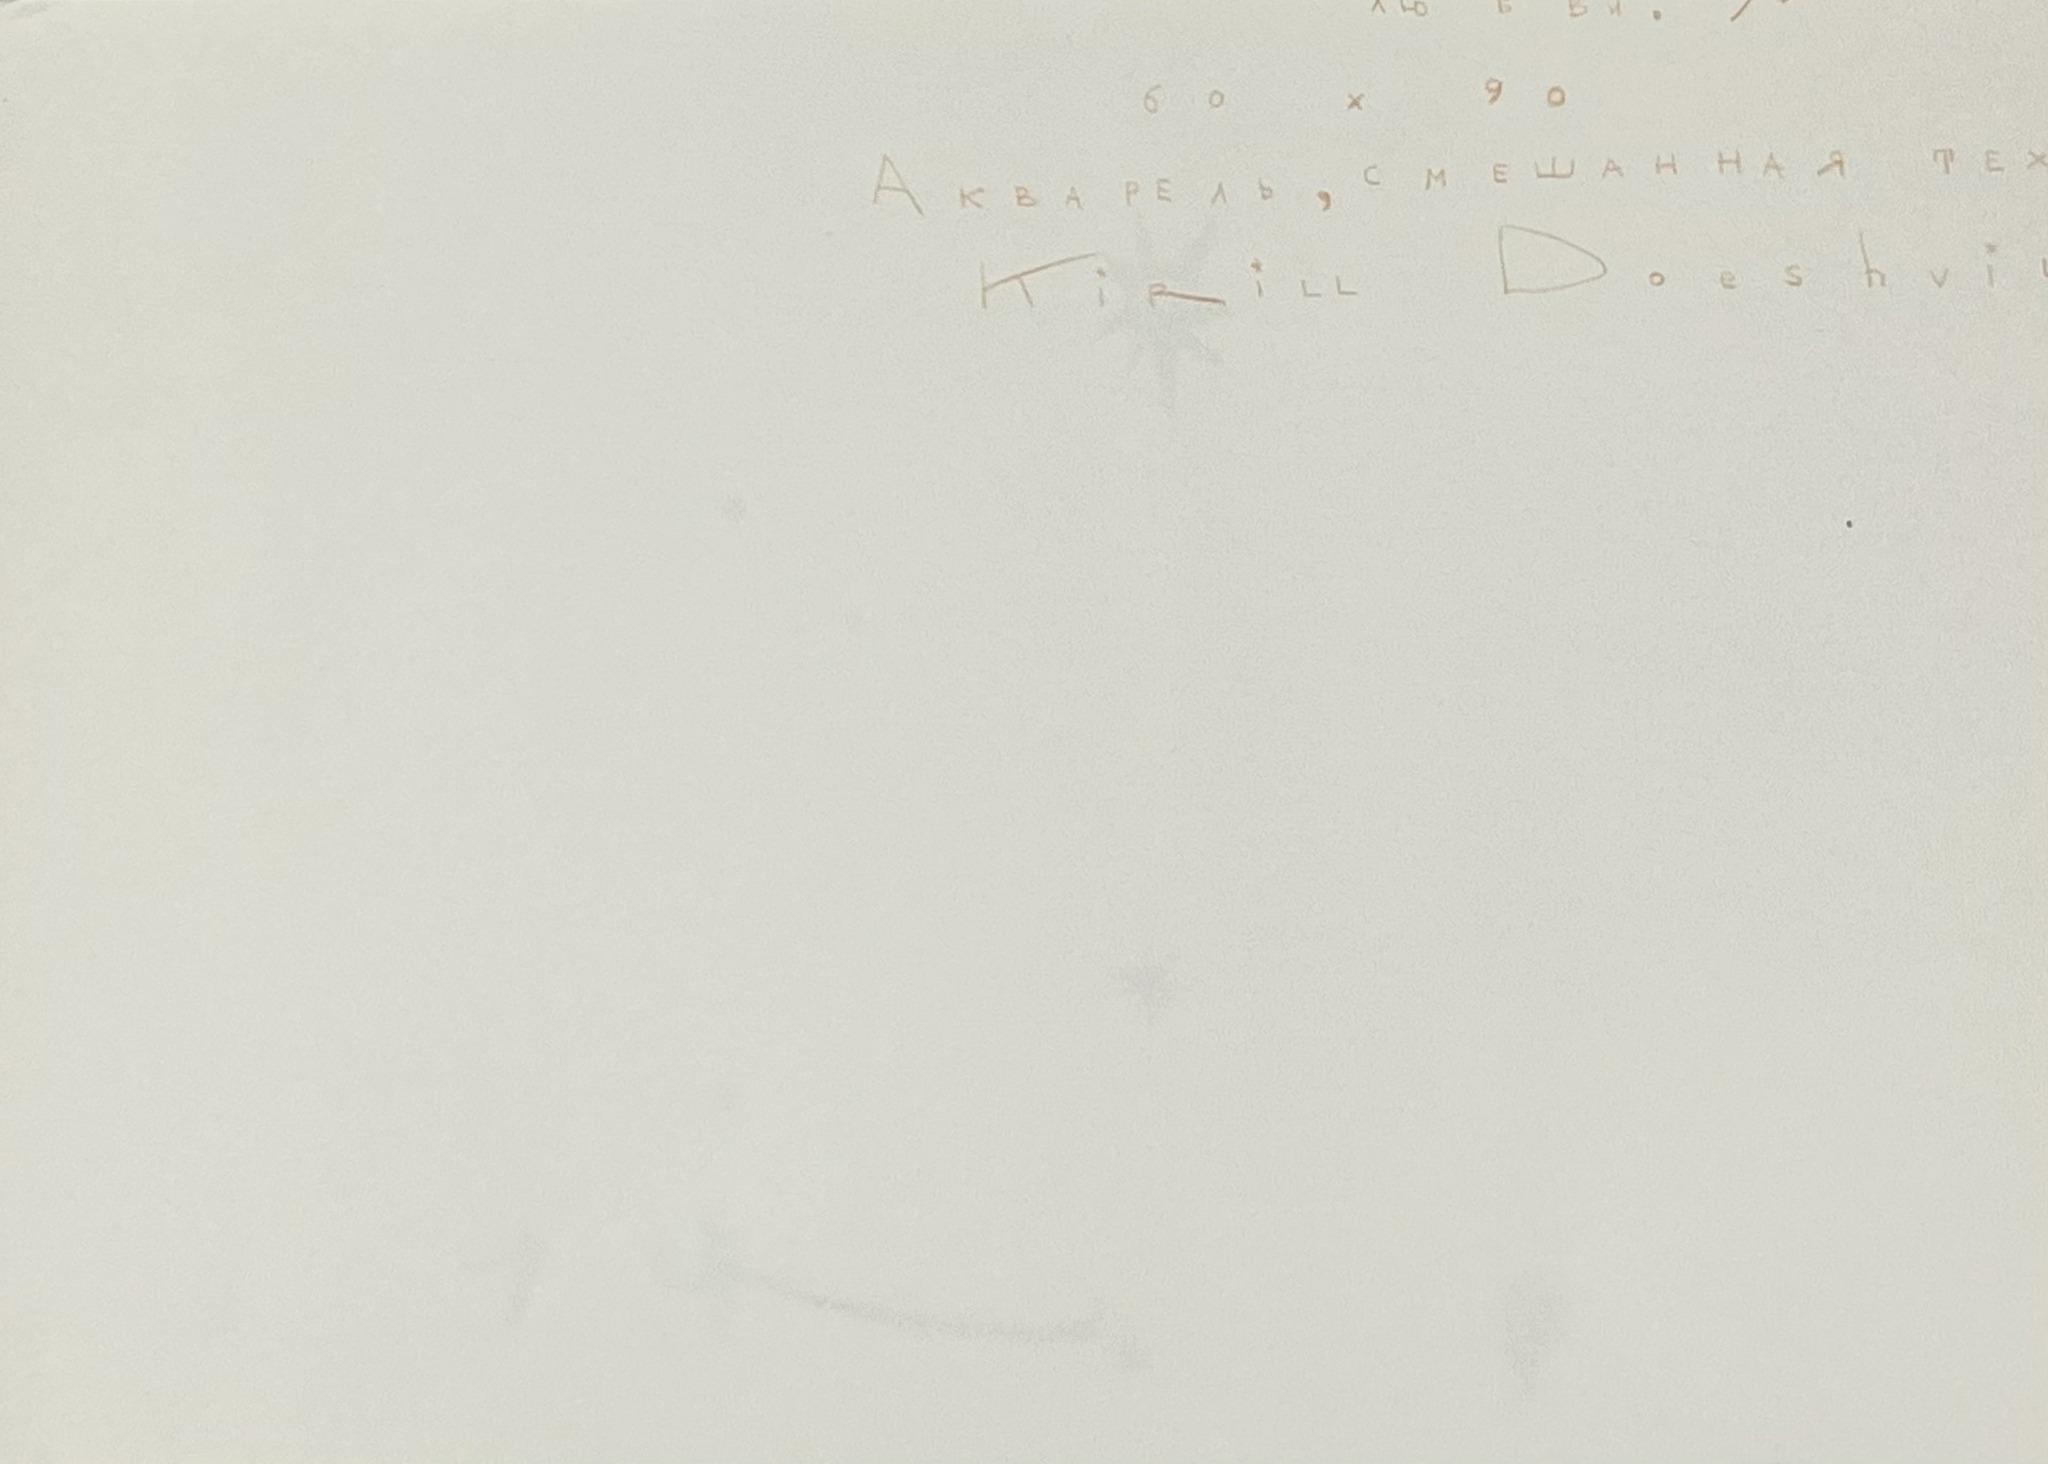 60 x 90
Акварель, смешанная тех
Kirill Doeshvi